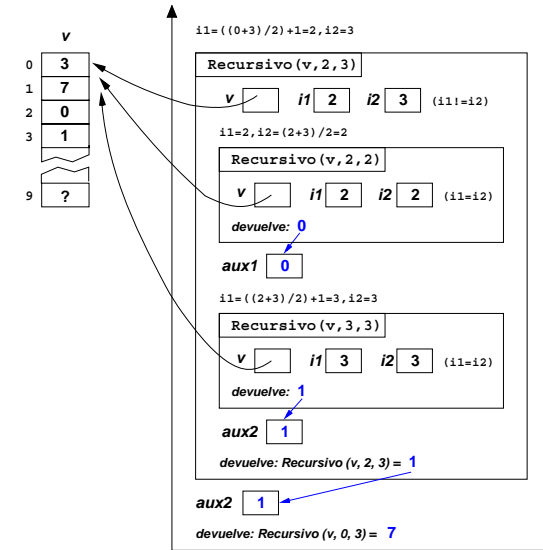 v
0 3
1 7
2 0
3 1
9 ?
i1=((0+3)/2)+1=2,i2=3
Recursivo(v,2,3)
v i1 2 i2 3 (i1!=i2)
i1=2,i2=(2+3)/2=2
Recursivo(v,2,2)
v i1 2 i2 2 (i1=i2)
devuelve: 0
aux1 0
i1=((2+3)/2)+1=3,i2=3
Recursivo(v,3,3)
v i1 3 i2 3 (i1=i2)
devuelve: 1
aux2 1
devuelve: Recursivo (v, 2, 3) = 1
aux2 1
devuelve: Recursivo (v, 0, 3) = 7